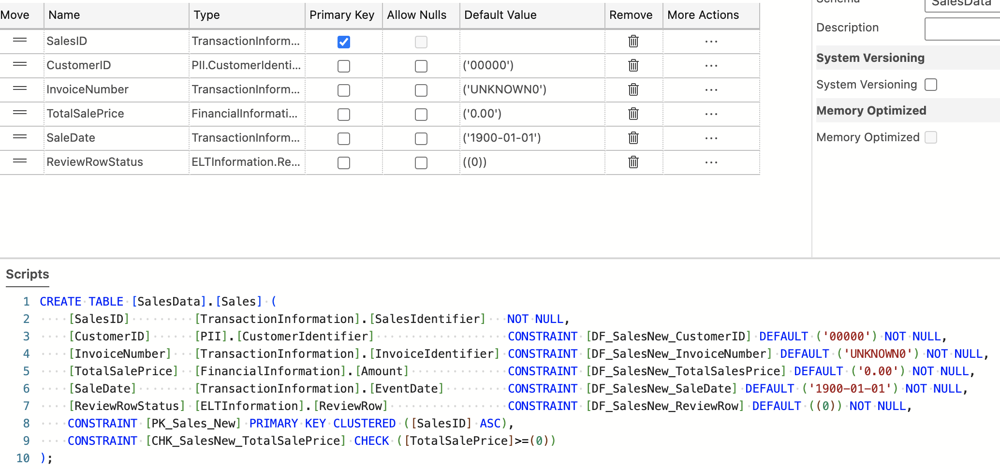 Move Name Type Primary Key Allow Nulls Default Value Remove More Actions
SalesID TransactionInform... ...
CustomerID PII.CustomerIdenti... ('00000') ...
InvoiceNumber TransactionInform... ('UNKNOWN0') ...
TotalSalePrice FinancialInformati... ('0.00') ...
SaleDate TransactionInform... ('1900-01-01') ...
ReviewRowStatus ELTInformation.Re... ((0)) ...
Schema SalesData
Description
System Versioning
System Versioning
Memory Optimized
Memory Optimized
Scripts
1 CREATE TABLE [SalesData].[Sales] (
2 [SalesID] [TransactionInformation].[SalesIdentifier] NOT NULL,
3 [CustomerID] [PII].[CustomerIdentifier] CONSTRAINT [DF_SalesNew_CustomerID] DEFAULT ('00000') NOT NULL,
4 [InvoiceNumber] [TransactionInformation].[InvoiceIdentifier] CONSTRAINT [DF_SalesNew_InvoiceNumber] DEFAULT ('UNKNOWN0') NOT NULL,
5 [TotalSalePrice] [FinancialInformation].[Amount] CONSTRAINT [DF_SalesNew_TotalSalesPrice] DEFAULT ('0.00') NOT NULL,
6 [SaleDate] [TransactionInformation].[EventDate] CONSTRAINT [DF_SalesNew_SaleDate] DEFAULT ('1900-01-01') NOT NULL,
7 [ReviewRowStatus] [ELTInformation].[ReviewRow] CONSTRAINT [DF_SalesNew_ReviewRow] DEFAULT ((0)) NOT NULL,
8 CONSTRAINT [PK_Sales_New] PRIMARY KEY CLUSTERED ([SalesID] ASC),
9 CONSTRAINT [CHK_SalesNew_TotalSalePrice] CHECK ([TotalSalePrice]>=(0))
10 );